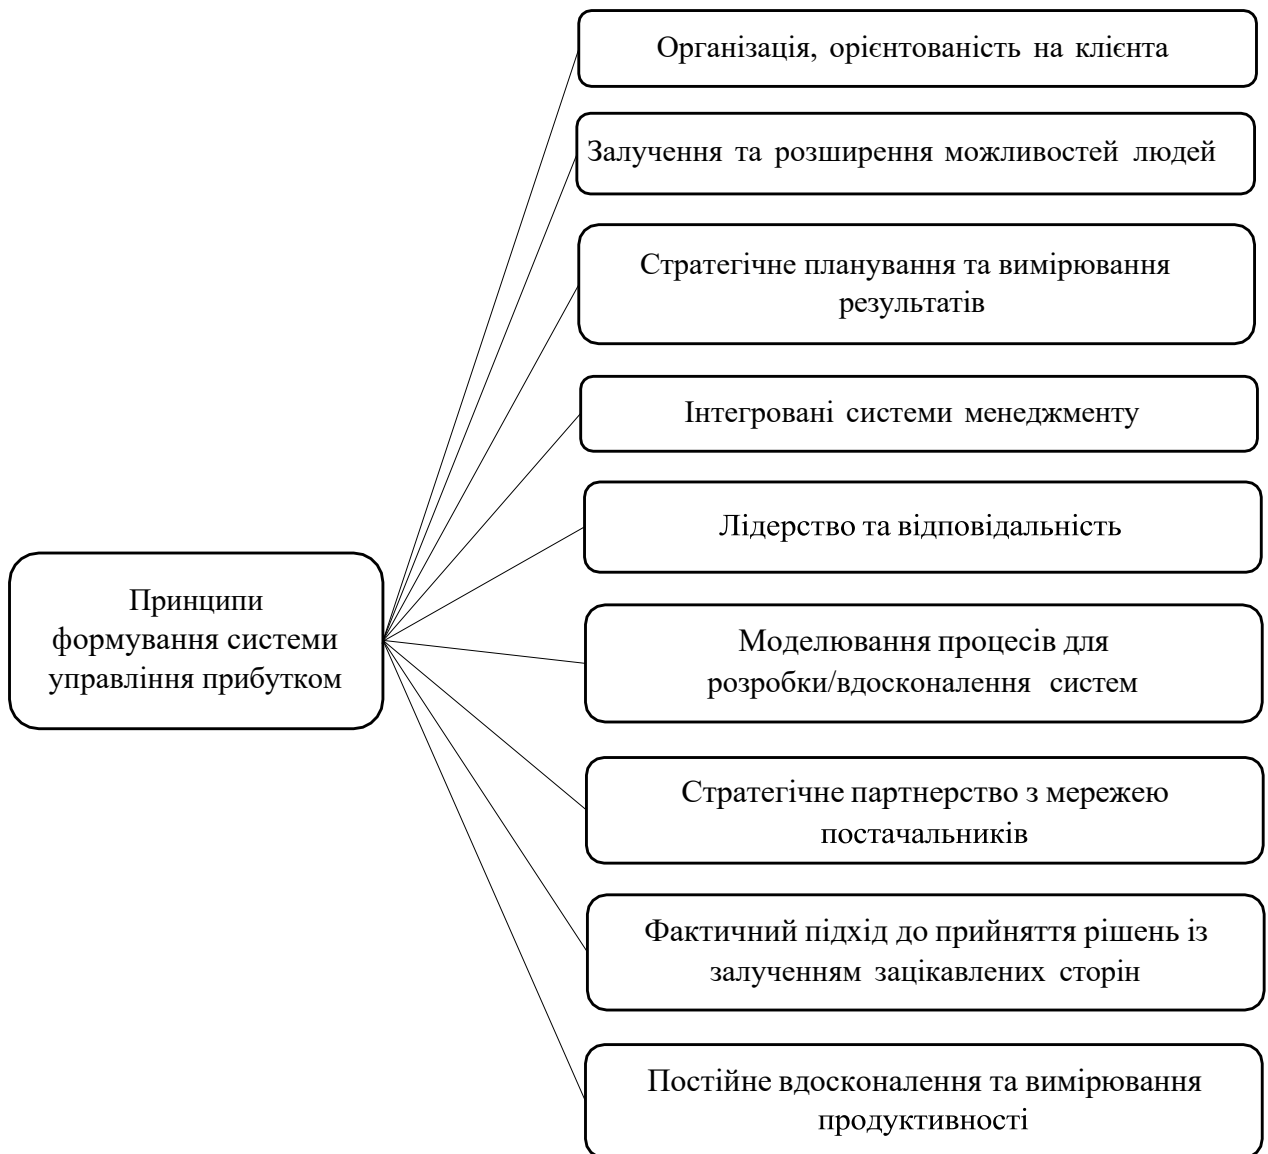 Організація, орієнтованість на клієнта
Залучення та розширення можливостей людей
Стратегічне планування та вимірювання
результатів
Інтегровані системи менеджменту
Лідерство та відповідальність
Принципи
формування системи
управління прибутком
Моделювання процесів для
розробки/вдосконалення систем
Стратегічне партнерство з мережею
постачальників
Фактичний підхід до прийняття рішень із
залученням зацікавлених сторін
Постійне вдосконалення та вимірювання
продуктивності